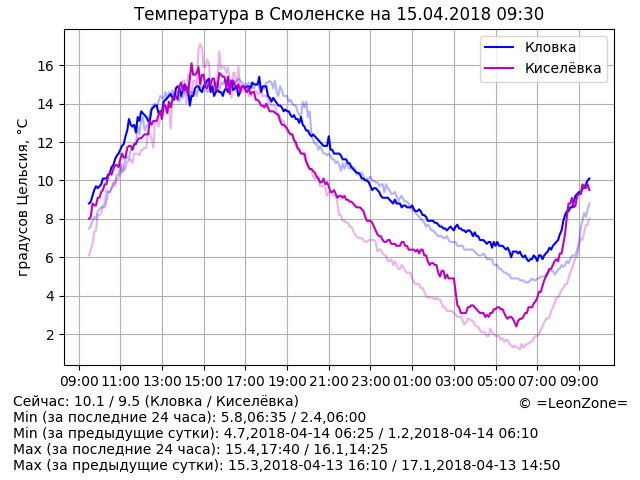 Температура в Смоленске на 15.04.2018 09:30
Кловка
Киселёвка
градусов Цельсия, °C
16
14
12
10
8
6
4
2
09:00 11:00 13:00 15:00 17:00 19:00 21:00 23:00 01:00 03:00 05:00 07:00 09:00
Сейчас: 10.1 / 9.5 (Кловка / Киселёвка)
© =LeonZone=
Min (за последние 24 часа): 5.8,06:35 / 2.4,06:00
Min (за предыдущие сутки): 4.7,2018-04-14 06:25 / 1.2,2018-04-14 06:10
Max (за последние 24 часа): 15.4,17:40 / 16.1,14:25
Max (за предыдущие сутки): 15.3,2018-04-13 16:10 / 17.1,2018-04-13 14:50